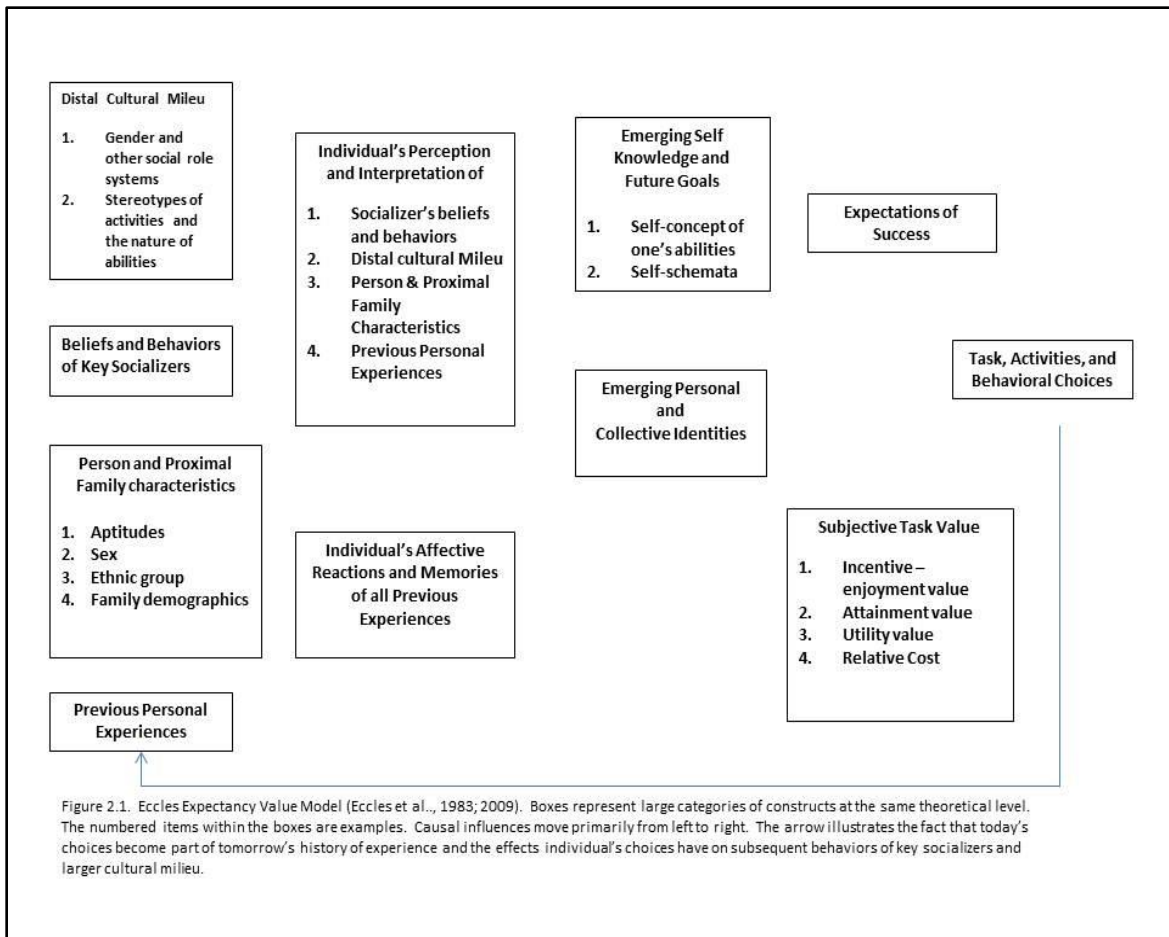 Distal Cultural Mileu
1. Gender and
other social role
systems
2. Stereotypes of
activities and
the nature of
abilities
Beliefs and Behaviors
of Key Socializers
Person and Proximal
Family characteristics
1. Aptitudes
2. Sex
3. Ethnic group
4. Family demographics
Previous Personal
Experiences
Individual's Perception
and Interpretation of
1. Socializer's beliefs
and behaviors
2. Distal cultural Mileu
3. Person & Proximal
Family
Characteristics
4. Previous Personal
Experiences
Individual's Affective
Reactions and Memories
of all Previous
Experiences
Emerging Self
Knowledge and
Future Goals
1. Self-concept of
one's abilities
2. Self-schemata
Emerging Personal
and
Collective Identities
Expectations of
Success
Subjective Task Value
1. Incentive –
enjoyment value
2. Attainment value
3. Utility value
4. Relative Cost
Task, Activities, and
Behavioral Choices
Figure 2.1. Eccles Expectancy Value Model (Eccles et al.., 1983; 2009). Boxes represent large categories of constructs at the same theoretical level.
The numbered items within the boxes are examples. Causal influences move primarily from left to right. The arrow illustrates the fact that today's
choices become part of tomorrow's history of experience and the effects individual's choices have on subsequent behaviors of key socializers and
larger cultural milieu.